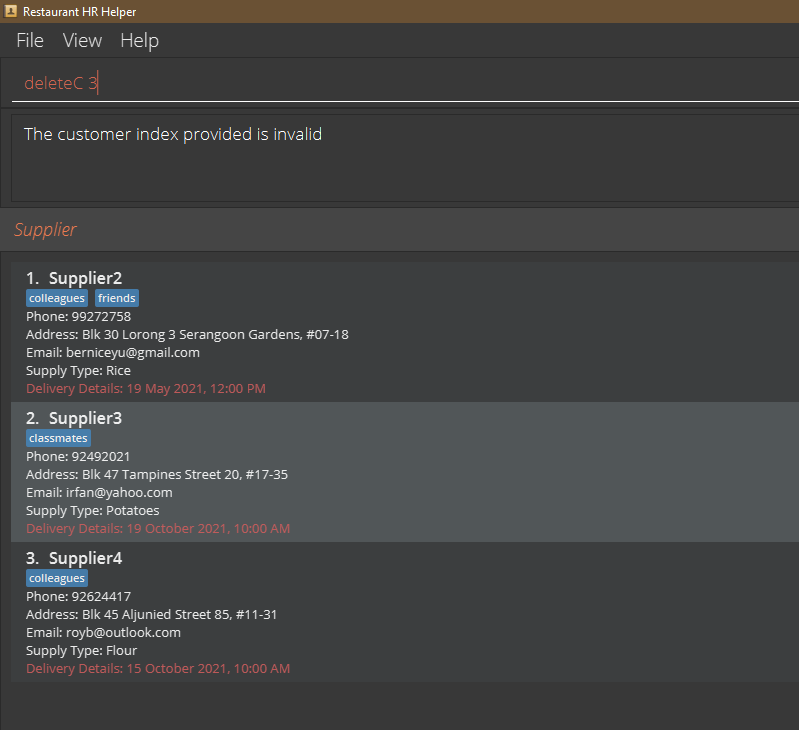 Restaurant HR Helper
File View Help
deleteC 3
The customer index provided is invalid
Supplier
1. Supplier2
colleagues friends
Phone: 99272758
Address: Blk 30 Lorong 3 Serangoon Gardens, #07-18
Email: berniceyu@gmail.com
Supply Type: Rice
Delivery Details: 19 May 2021, 12:00 PM
2. Supplier3
classmates
Phone: 92492021
Address: Blk 47 Tampines Street 20, #17-35
Email: irfan@yahoo.com
Supply Type: Potatoes
Delivery Details: 19 October 2021, 10:00 AM
3. Supplier4
colleagues
Phone: 92624417
Address: Blk 45 Aljunied Street 85, #11-31
Email: royb@outlook.com
Supply Type: Flour
Delivery Details: 15 October 2021, 10:00 AM